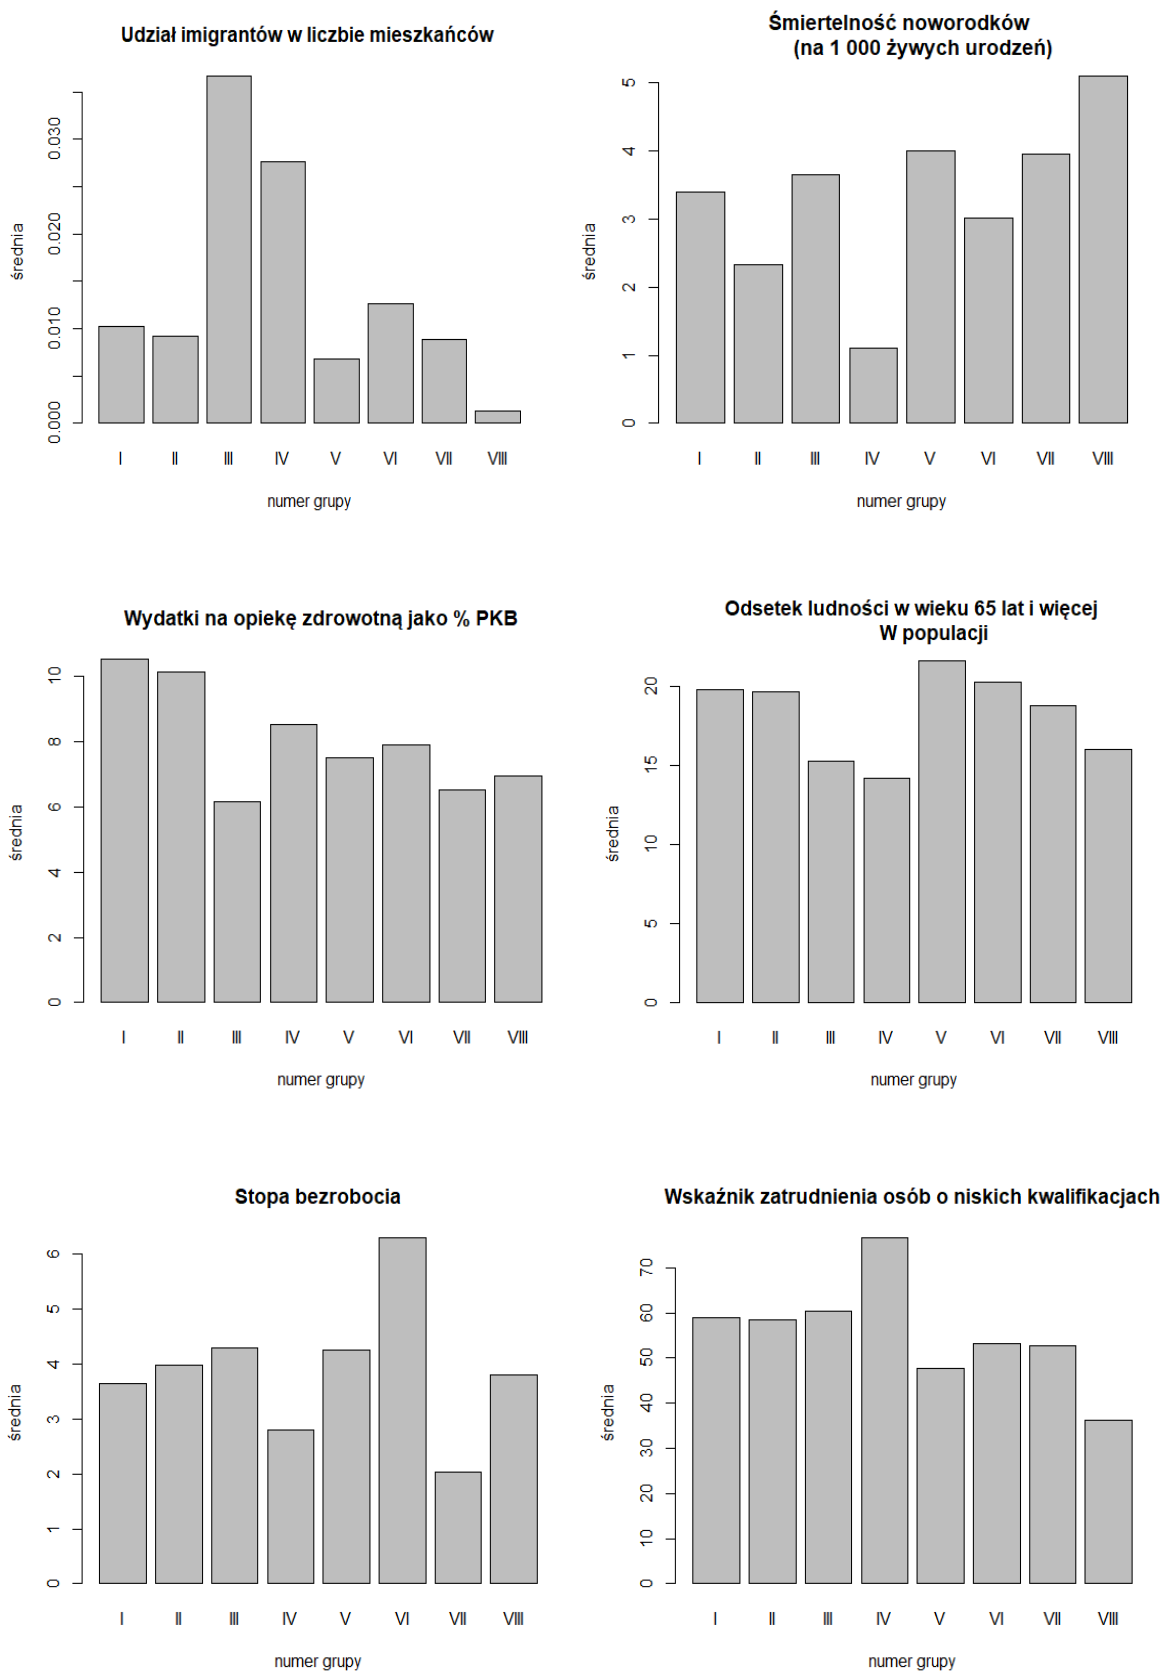 Udział imigrantów w liczbie mieszkańców
średnia
0.000
0.010
0.020
0.030
I II III IV V VI VII VIII
numer grupy
Śmiertelność noworodków
(na 1 000 żywych urodzeń)
średnia
0
1
2
3
4
5
I II III IV V VI VII VIII
numer grupy
Wydatki na opiekę zdrowotną jako % PKB
średnia
0
2
4
6
8
10
I II III IV V VI VII VIII
numer grupy
Odsetek ludności w wieku 65 lat i więcej
W populacji
średnia
0
5
10
15
20
I II III IV V VI VII VIII
numer grupy
Stopa bezrobocia
średnia
0
1
2
3
4
5
6
I II III IV V VI VII VIII
numer grupy
Wskaźnik zatrudnienia osób o niskich kwalifikacjach
średnia
0
10
20
30
40
50
60
70
I II III IV V VI VII VIII
numer grupy